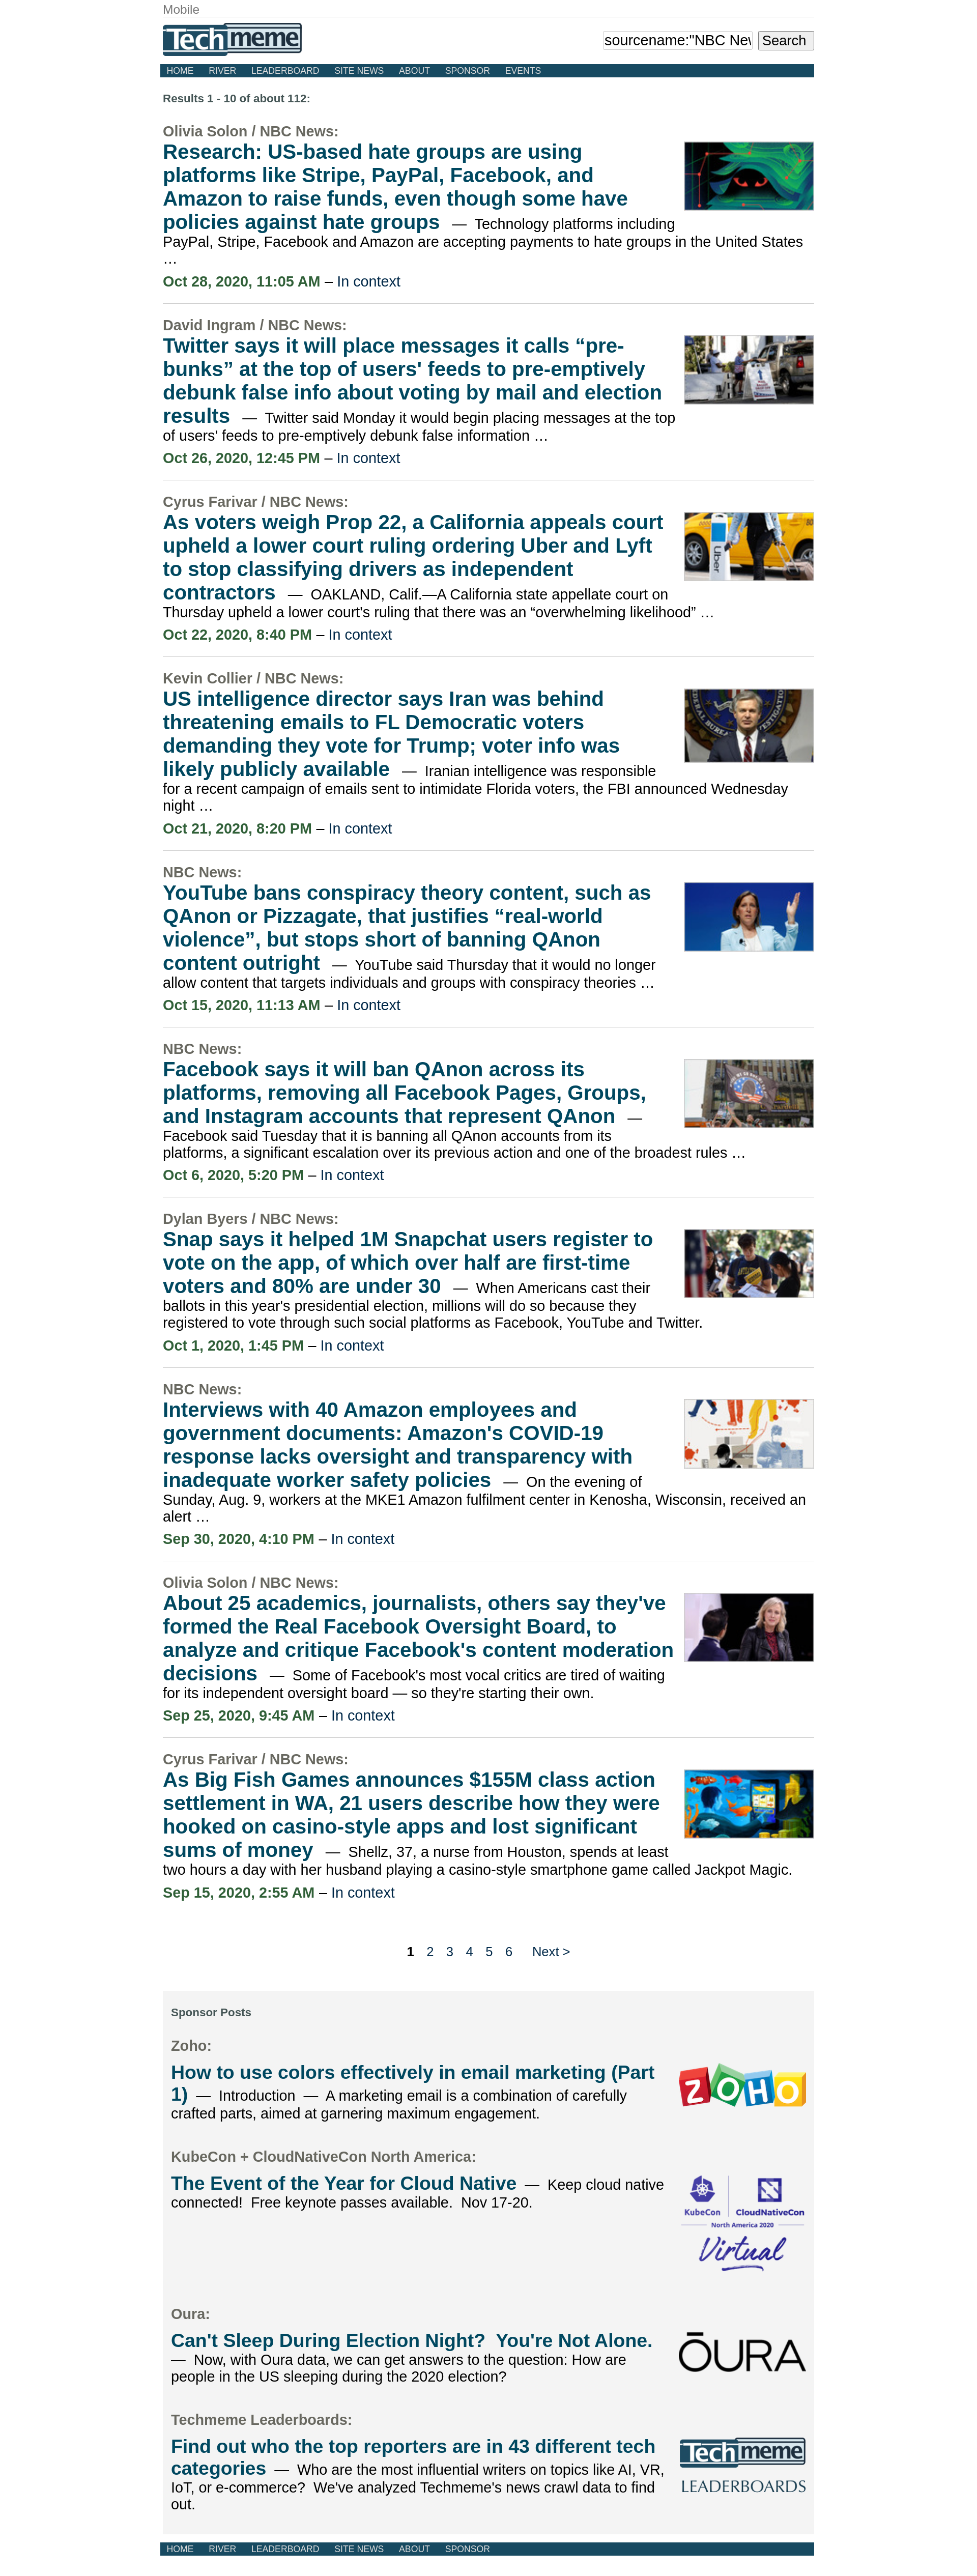 Mobile
Techmeme
sourcename:"NBC Nev
Search
HOME RIVER LEADERBOARD SITE NEWS ABOUT SPONSOR EVENTS
Results 1 - 10 of about 112:
Olivia Solon / NBC News:
Research: US-based hate groups are using
platforms like Stripe, PayPal, Facebook, and
Amazon to raise funds, even though some have
policies against hate groups — Technology platforms including
PayPal, Stripe, Facebook and Amazon are accepting payments to hate groups in the United States
…
Oct 28, 2020, 11:05 AM – In context
David Ingram / NBC News:
Twitter says it will place messages it calls “pre-
bunks” at the top of users' feeds to pre-emptively
debunk false info about voting by mail and election
results — Twitter said Monday it would begin placing messages at the top
of users' feeds to pre-emptively debunk false information …
Oct 26, 2020, 12:45 PM – In context
Cyrus Farivar / NBC News:
As voters weigh Prop 22, a California appeals court
upheld a lower court ruling ordering Uber and Lyft
to stop classifying drivers as independent
contractors — OAKLAND, Calif.—A California state appellate court on
Thursday upheld a lower court's ruling that there was an “overwhelming likelihood” …
Oct 22, 2020, 8:40 PM – In context
Uber
Kevin Collier / NBC News:
US intelligence director says Iran was behind
threatening emails to FL Democratic voters
demanding they vote for Trump; voter info was
likely publicly available — Iranian intelligence was responsible
for a recent campaign of emails sent to intimidate Florida voters, the FBI announced Wednesday
night …
Oct 21, 2020, 8:20 PM – In context
NBC News:
YouTube bans conspiracy theory content, such as
QAnon or Pizzagate, that justifies “real-world
violence”, but stops short of banning QAnon
content outright — YouTube said Thursday that it would no longer
allow content that targets individuals and groups with conspiracy theories …
Oct 15, 2020, 11:13 AM – In context
NBC News:
Facebook says it will ban QAnon across its
platforms, removing all Facebook Pages, Groups,
and Instagram accounts that represent QAnon —
Facebook said Tuesday that it is banning all QAnon accounts from its
platforms, a significant escalation over its previous action and one of the broadest rules …
Oct 6, 2020, 5:20 PM – In context
Dylan Byers / NBC News:
Snap says it helped 1M Snapchat users register to
vote on the app, of which over half are first-time
voters and 80% are under 30 — When Americans cast their
ballots in this year's presidential election, millions will do so because they
registered to vote through such social platforms as Facebook, YouTube and Twitter.
Oct 1, 2020, 1:45 PM – In context
NBC News:
Interviews with 40 Amazon employees and
government documents: Amazon's COVID-19
response lacks oversight and transparency with
inadequate worker safety policies — On the evening of
Sunday, Aug. 9, workers at the MKE1 Amazon fulfilment center in Kenosha, Wisconsin, received an
alert …
Sep 30, 2020, 4:10 PM – In context
Olivia Solon / NBC News:
About 25 academics, journalists, others say they've
formed the Real Facebook Oversight Board, to
analyze and critique Facebook's content moderation
decisions — Some of Facebook's most vocal critics are tired of waiting
for its independent oversight board — so they're starting their own.
Sep 25, 2020, 9:45 AM – In context
Cyrus Farivar / NBC News:
As Big Fish Games announces $155M class action
settlement in WA, 21 users describe how they were
hooked on casino-style apps and lost significant
sums of money — Shellz, 37, a nurse from Houston, spends at least
two hours a day with her husband playing a casino-style smartphone game called Jackpot Magic.
Sep 15, 2020, 2:55 AM – In context
1 2 3 4 5 6 Next >
Sponsor Posts
Zoho:
How to use colors effectively in email marketing (Part
1) — Introduction — A marketing email is a combination of carefully
crafted parts, aimed at garnering maximum engagement.
ZOHO
KubeCon + CloudNativeCon North America:
The Event of the Year for Cloud Native — Keep cloud native
connected! Free keynote passes available. Nov 17-20.
KubeCon CloudNativeCon
North America 2020
Virtual
Oura:
Can't Sleep During Election Night? You're Not Alone.
— Now, with Oura data, we can get answers to the question: How are
people in the US sleeping during the 2020 election?
ŌURA
Techmeme Leaderboards:
Find out who the top reporters are in 43 different tech
categories — Who are the most influential writers on topics like AI, VR,
IoT, or e-commerce? We've analyzed Techmeme's news crawl data to find
out.
Techmeme
LEADERBOARDS
HOME RIVER LEADERBOARD SITE NEWS ABOUT SPONSOR